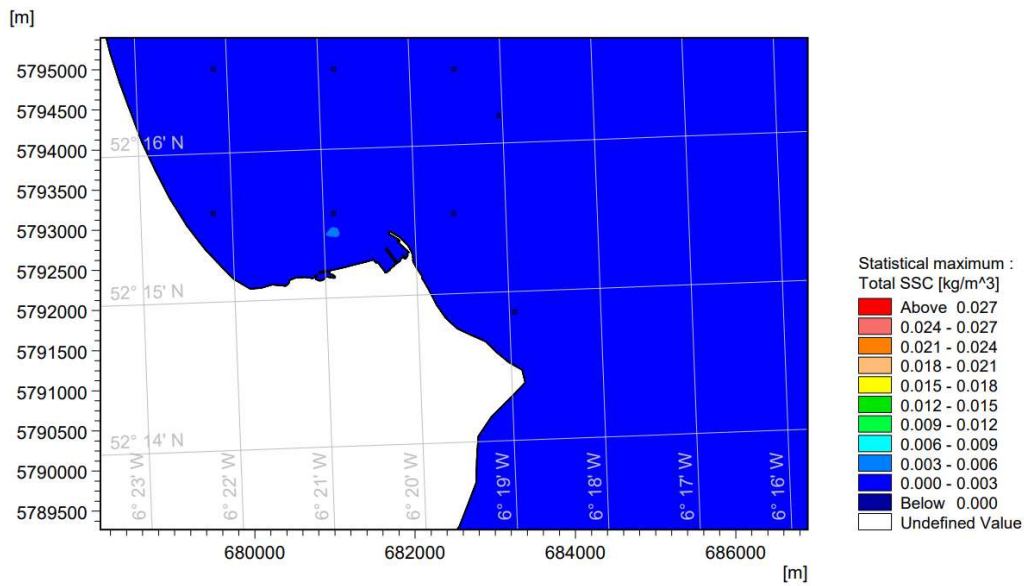 [m]
5795000
5794500
5794000
5793500
5793000
5792500
5792000
5791500
5791000
5790500
5790000
5789500
52° 16' N
52° 15' N
52° 14' N
6° 23' W
6° 22' W
6° 21' W
6° 20' W
6° 19' W
6° 18' W
6° 17' W
6° 16' W
680000 682000 684000 686000
[m]
Statistical maximum :
Total SSC [kg/m^3]
Above 0.027
0.024 - 0.027
0.021 - 0.024
0.018 - 0.021
0.015 - 0.018
0.012 - 0.015
0.009 - 0.012
0.006 - 0.009
0.003 - 0.006
0.000 - 0.003
Below 0.000
Undefined Value